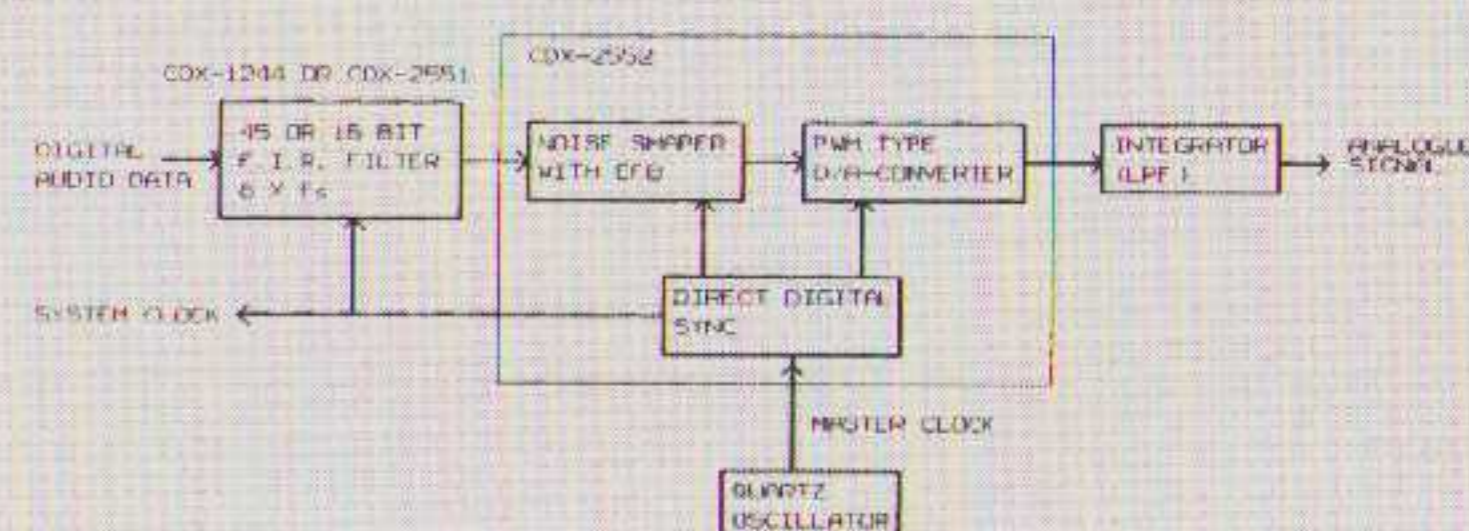 CDX-1244 OR CDX-2551
CDX-2552
DIGITAL
AUDIO DATA
45 OR 16 BIT
F.I.R. FILTER
8 X fs
NOISE SHAPER
WITH EFB
PWM TYPE
D/A-CONVERTER
INTEGRATOR
(LPF)
ANALOGUE
SIGNAL
SYSTEM CLOCK
DIRECT DIGITAL
SYNC
MASTER CLOCK
QUARTZ
OSCILLATOR